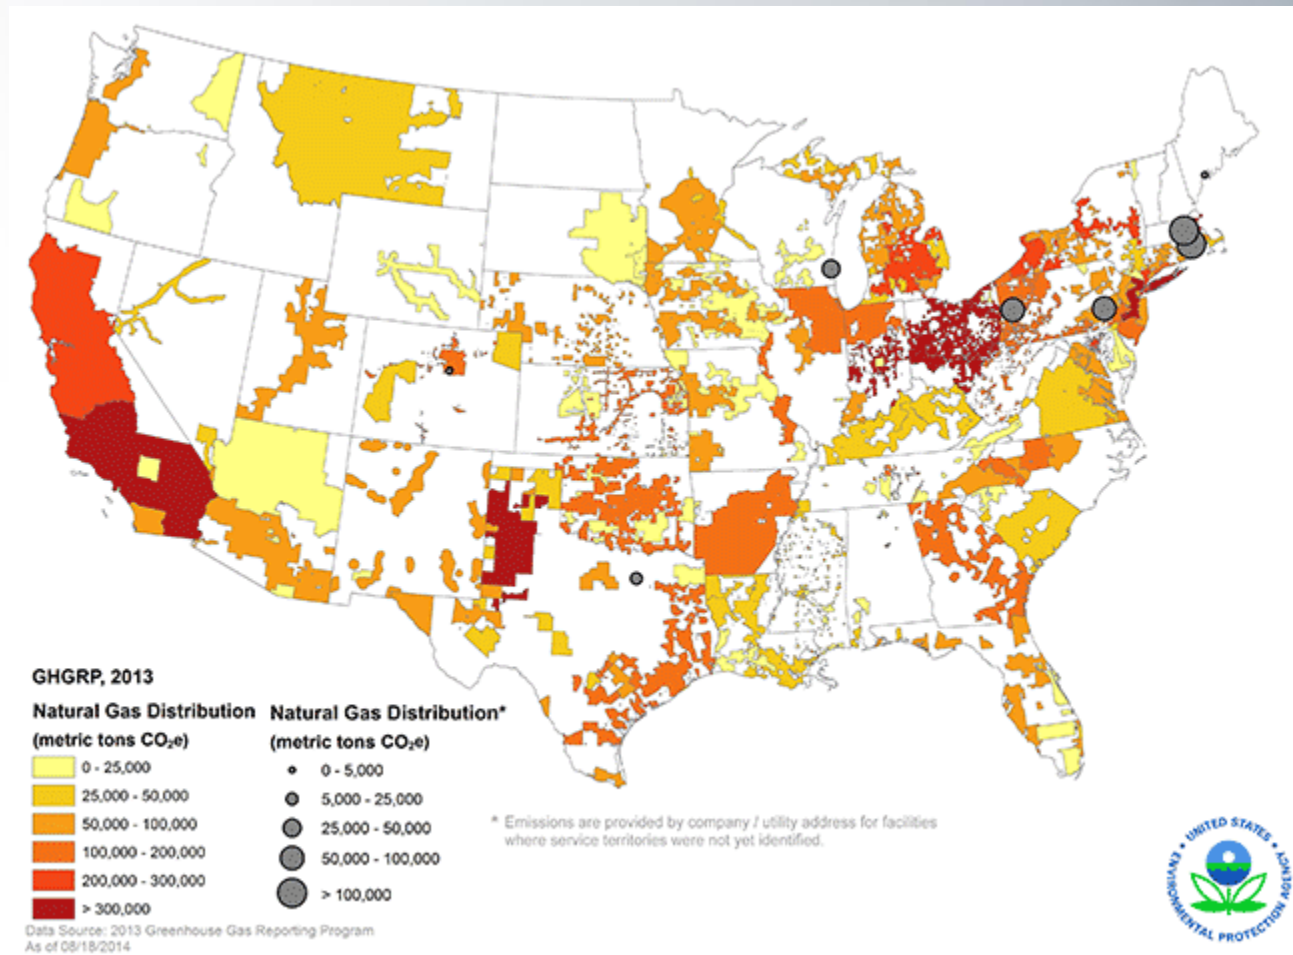 GHGRP, 2013
Natural Gas Distribution
(metric tons CO₂e)
0 - 25,000
25,000 - 50,000
50,000 - 100,000
100,000 - 200,000
200,000 - 300,000
> 300,000
Natural Gas Distribution*
(metric tons CO₂e)
0 - 5,000
5,000 - 25,000
25,000 - 50,000
50,000 - 100,000
> 100,000
* Emissions are provided by company / utility address for facilities
where service territories were not yet identified.
Data Source: 2013 Greenhouse Gas Reporting Program
As of 08/18/2014
UNITED STATES
ENVIRONMENTAL PROTECTION AGENCY